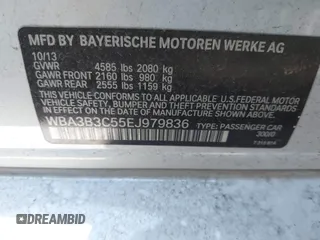 MFD BY BAYERISCHE MOTOREN WERKE AG
10/13
GVWR 4585 lbs 2080 kg
GAWR FRONT 2160 lbs 980 kg
GAWR REAR 2555 lbs 1159 kg
THIS VEHICLE CONFORMS TO ALL APPLICABLE
U.S. FEDERAL MOTOR VEHICLE SAFETY, BUMPER,
AND THEFT PREVENTION STANDARDS IN EFFECT ON
THE DATE OF MANUFACTURE SHOWN ABOVE.
WBA3B3C55EJ979836 TYPE: PASSENGER CAR
300/0
DREAMBID